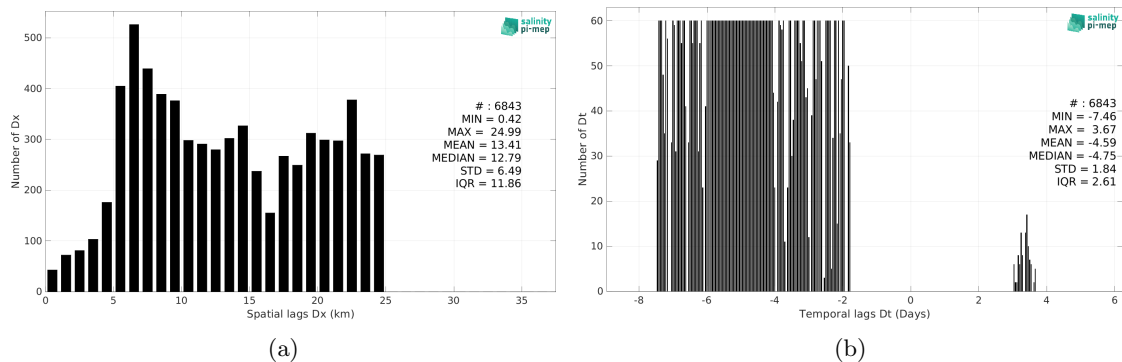 salinity
pi-mep
# : 6843
MIN = 0.42
MAX = 24.99
MEAN = 13.41
MEDIAN = 12.79
STD = 6.49
IQR = 11.86
Number of Dx
500
400
300
200
100
0
0 5 10 15 20 25 30 35
Spatial lags Dx (km)
(a)
salinity
pi-mep
# : 6843
MIN = -7.46
MAX = 3.67
MEAN = -4.59
MEDIAN = -4.75
STD = 1.84
IQR = 2.61
Number of Dt
60
50
40
30
20
10
0
-8 -6 -4 -2 0 2 4 6
Temporal lags Dt (Days)
(b)